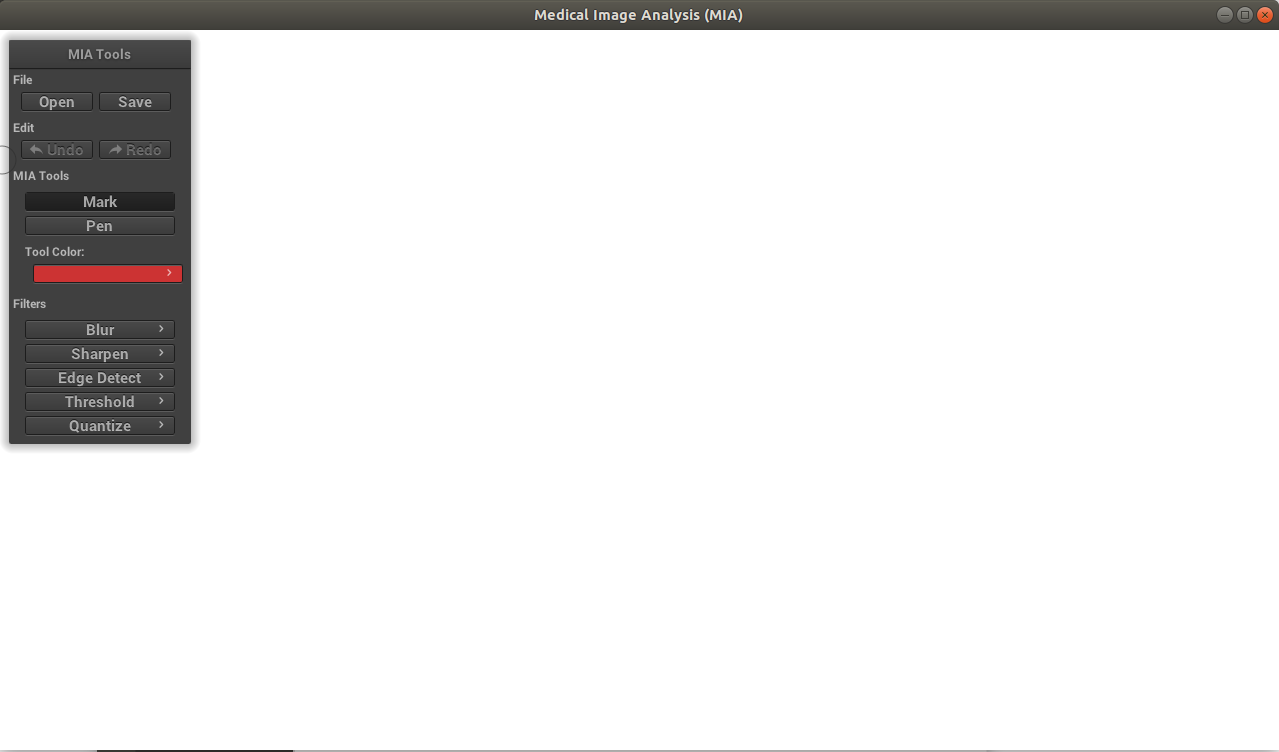 Medical Image Analysis (MIA)
MIA Tools
File
Open Save
Edit
Undo Redo
MIA Tools
Mark
Pen
Tool Color:
Filters
Blur
Sharpen
Edge Detect
Threshold
Quantize